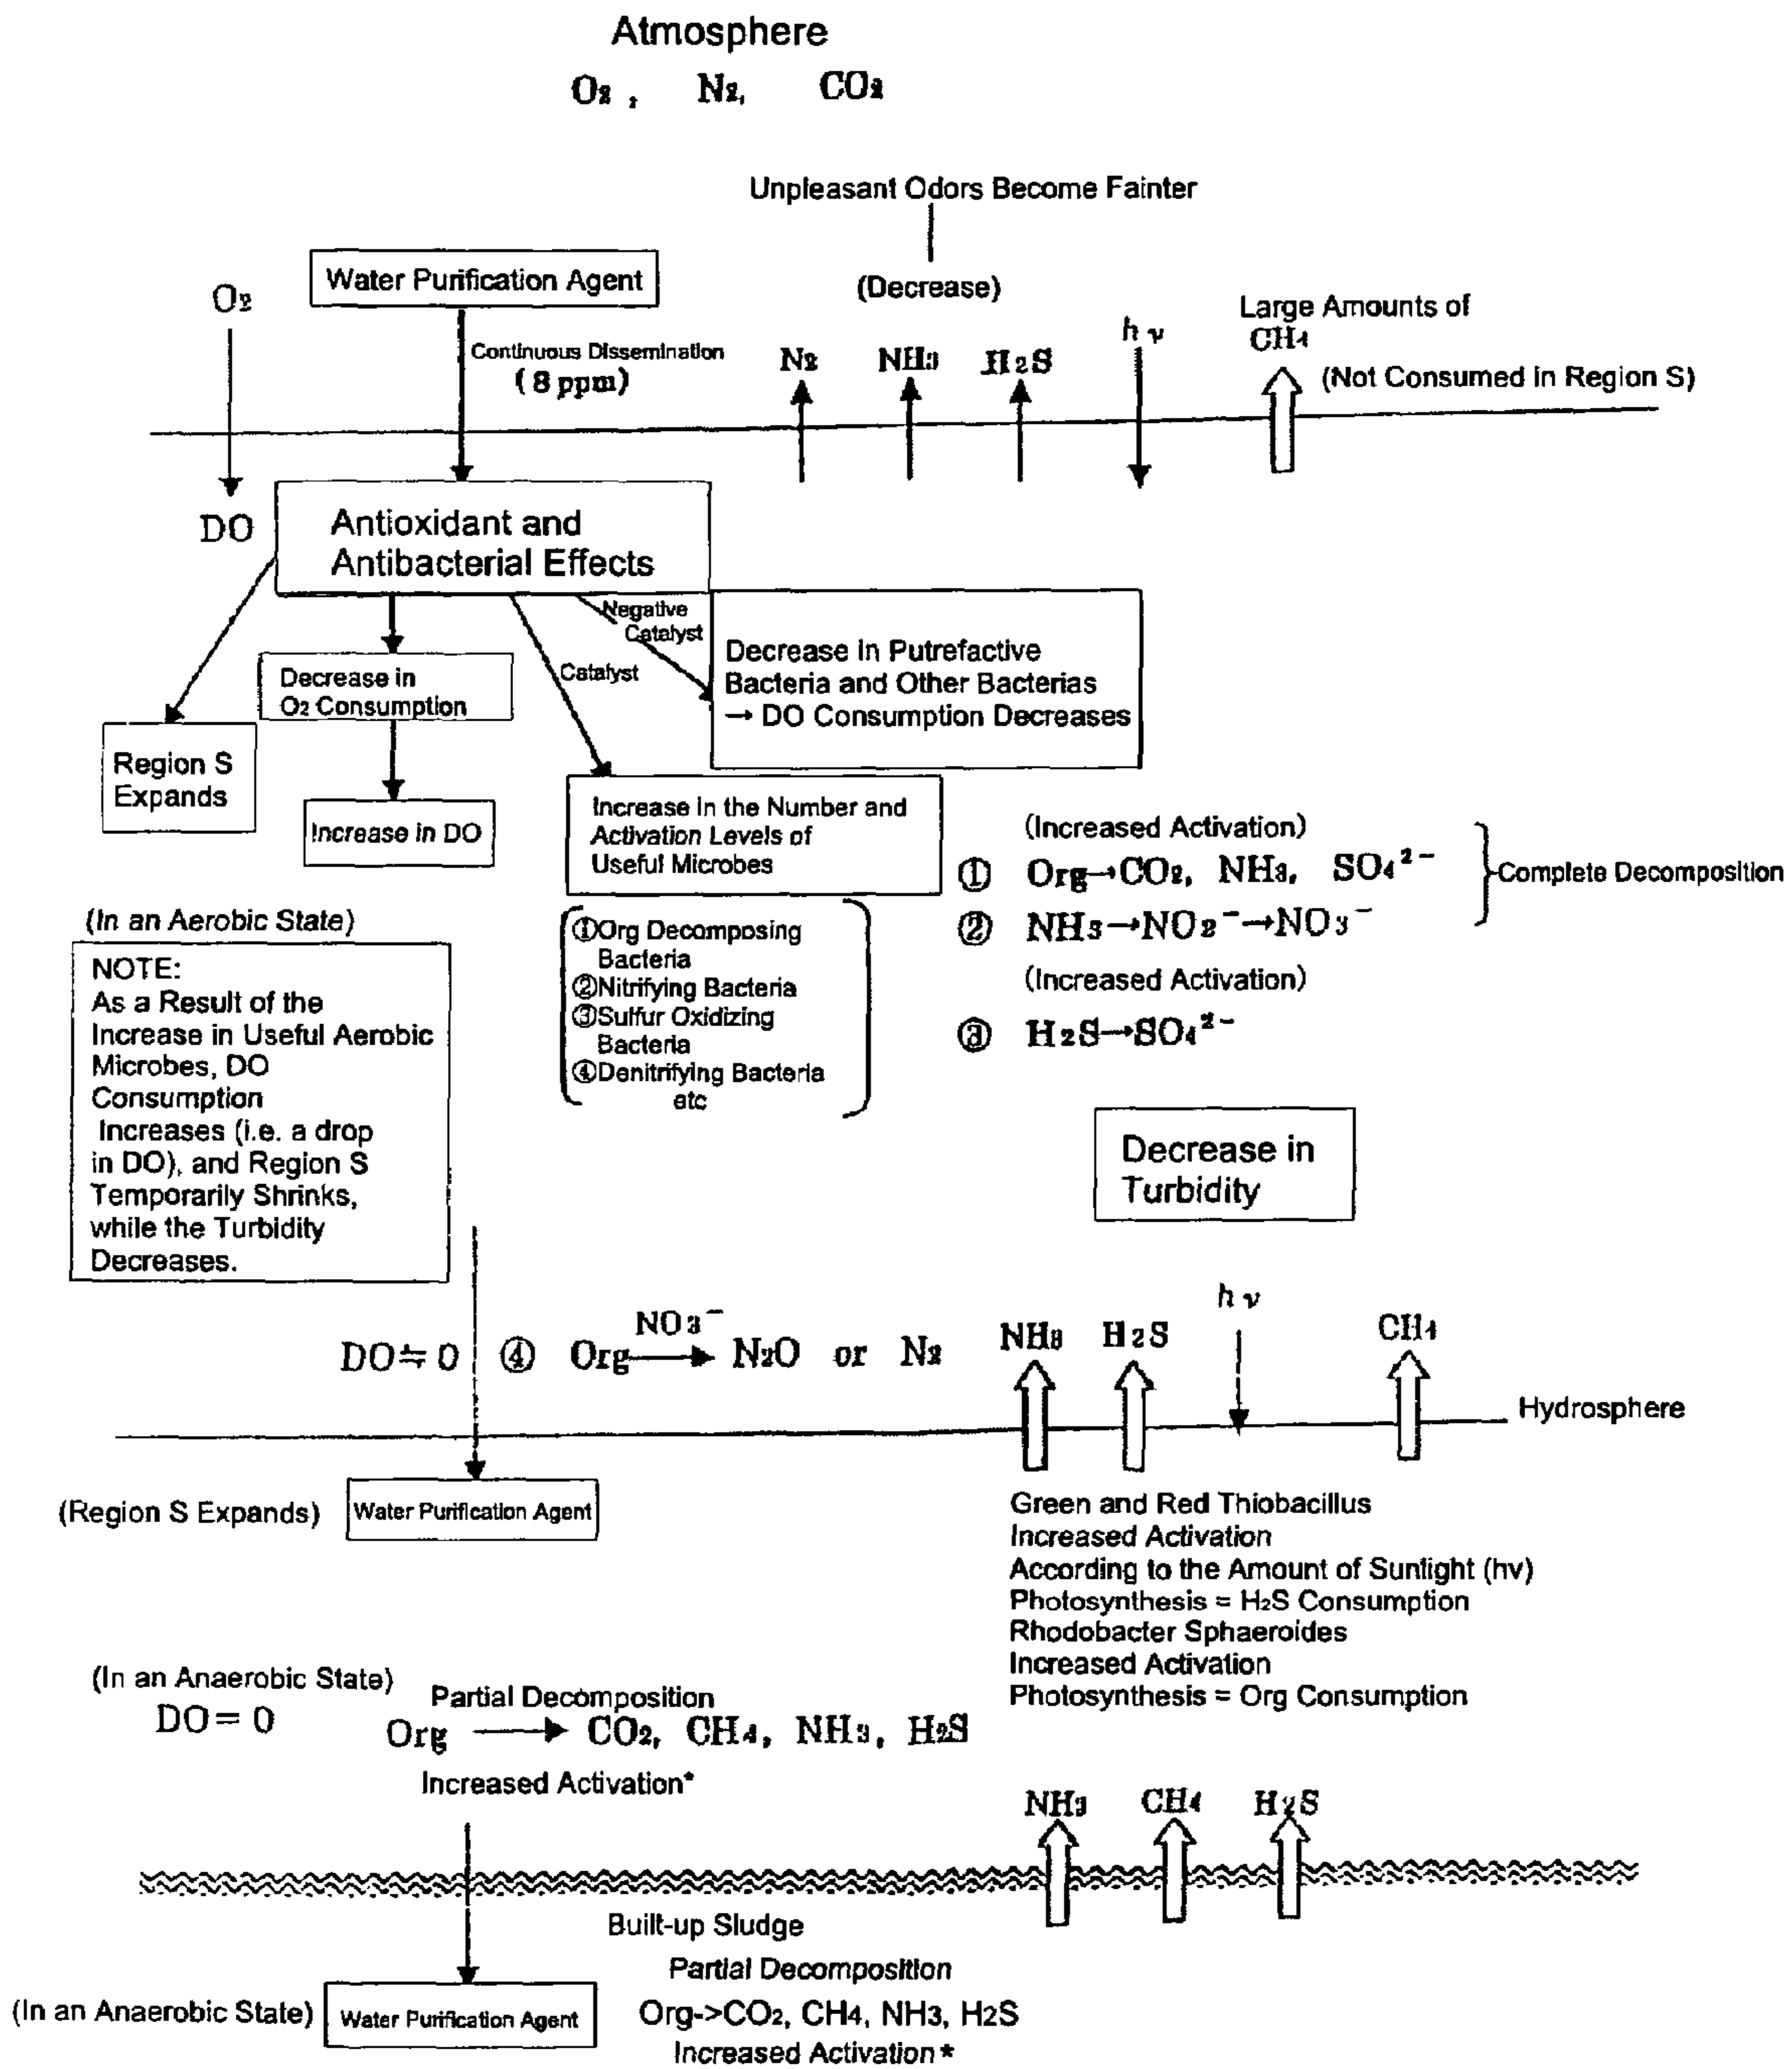 Atmosphere
O₂ , N₂, CO₂
Unpleasant Odors Become Fainter
(Decrease)
Water Purification Agent
O₂
Continuous Dissemination
(8 ppm)
N₂
NH₃
H₂S
hν
Large Amounts of
CH₄
(Not Consumed in Region S)
DO
Antioxidant and
Antibacterial Effects
Negative
Catalyst
Catalyst
Decrease in Putrefactive
Bacteria and Other Bacterias
→ DO Consumption Decreases
Decrease in
O₂ Consumption
Region S
Expands
Increase in DO
Increase in the Number and
Activation Levels of
Useful Microbes
(Increased Activation)
① Org→CO₂, NH₃, SO₄²⁻
Complete Decomposition
② NH₃→NO₂⁻→NO₃⁻
(Increased Activation)
③ H₂S→SO₄²⁻
①Org Decomposing
Bacteria
②Nitrifying Bacteria
③Sulfur Oxidizing
Bacteria
④Denitrifying Bacteria
etc
(In an Aerobic State)
NOTE:
As a Result of the
Increase in Useful Aerobic
Microbes, DO
Consumption
Increases (i.e. a drop
in DO), and Region S
Temporarily Shrinks,
while the Turbidity
Decreases.
Decrease in
Turbidity
DO≒0
④ Org NO₃⁻ → N₂O or N₂
NH₃
H₂S
hν
CH₄
Hydrosphere
(Region S Expands)
Water Purification Agent
Green and Red Thiobacillus
Increased Activation
According to the Amount of Sunlight (hv)
Photosynthesis = H₂S Consumption
Rhodobacter Sphaeroides
Increased Activation
Photosynthesis = Org Consumption
(In an Anaerobic State)
DO=0
Partial Decomposition
Org → CO₂, CH₄, NH₃, H₂S
Increased Activation*
NH₃
CH₄
H₂S
Built-up Sludge
Partial Decomposition
(In an Anaerobic State)
Water Purification Agent
Org->CO₂, CH₄, NH₃, H₂S
Increased Activation*